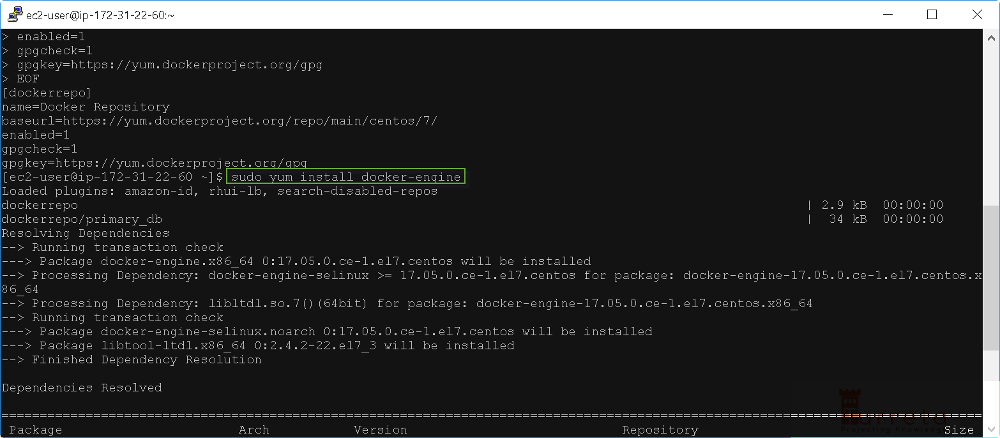 ec2-user@ip-172-31-22-60:~
> enabled=1
> gpgcheck=1
> gpgkey=https://yum.dockerproject.org/gpg
> EOF
[dockerrepo]
name=Docker Repository
baseurl=https://yum.dockerproject.org/repo/main/centos/7/
enabled=1
gpgcheck=1
gpgkey=https://yum.dockerproject.org/gpg
[ec2-user@ip-172-31-22-60 ~]$ sudo yum install docker-engine
Loaded plugins: amazon-id, rhui-lb, search-disabled-repos
dockerrepo | 2.9 kB 00:00:00
dockerrepo/primary_db | 34 kB 00:00:00
Resolving Dependencies
--> Running transaction check
---> Package docker-engine.x86_64 0:17.05.0.ce-1.el7.centos will be installed
--> Processing Dependency: docker-engine-selinux >= 17.05.0.ce-1.el7.centos for package: docker-engine-17.05.0.ce-1.el7.centos.x
86_64
--> Processing Dependency: libltdl.so.7()(64bit) for package: docker-engine-17.05.0.ce-1.el7.centos.x86_64
--> Running transaction check
---> Package docker-engine-selinux.noarch 0:17.05.0.ce-1.el7.centos will be installed
---> Package libtool-ltdl.x86_64 0:2.4.2-22.el7_3 will be installed
--> Finished Dependency Resolution
Dependencies Resolved
================================================================================================================================
Package Arch Version Repository Size
Turreta
Projecting Knowledge